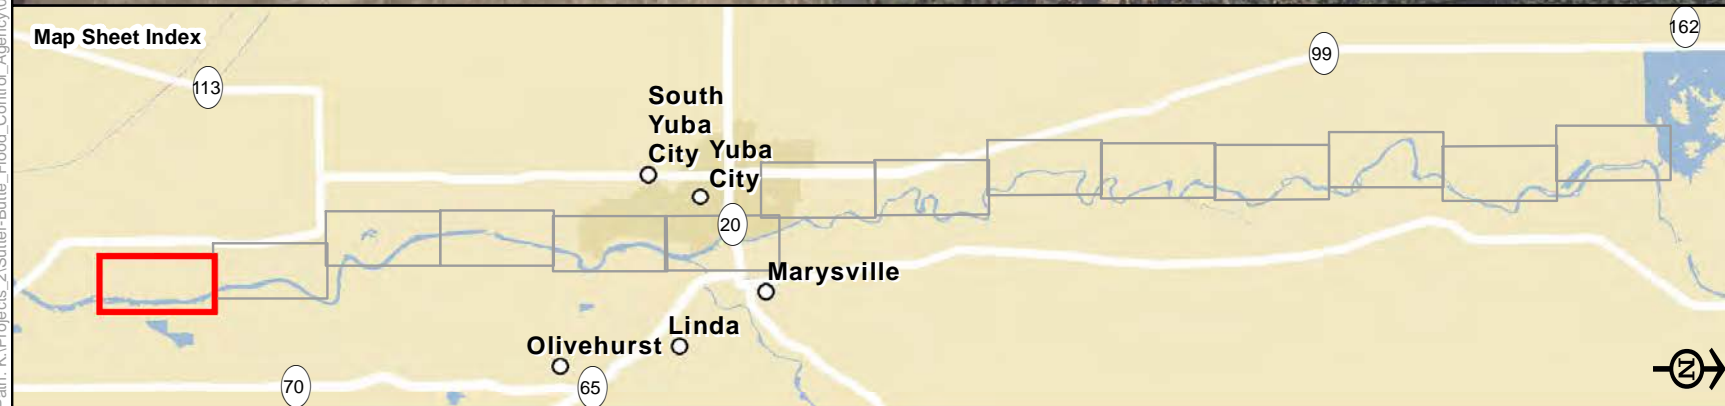 Map Sheet Index
113
162
99
South
Yuba
City
Yuba
City
20
Marysville
Linda
Olivehurst
70
65
N